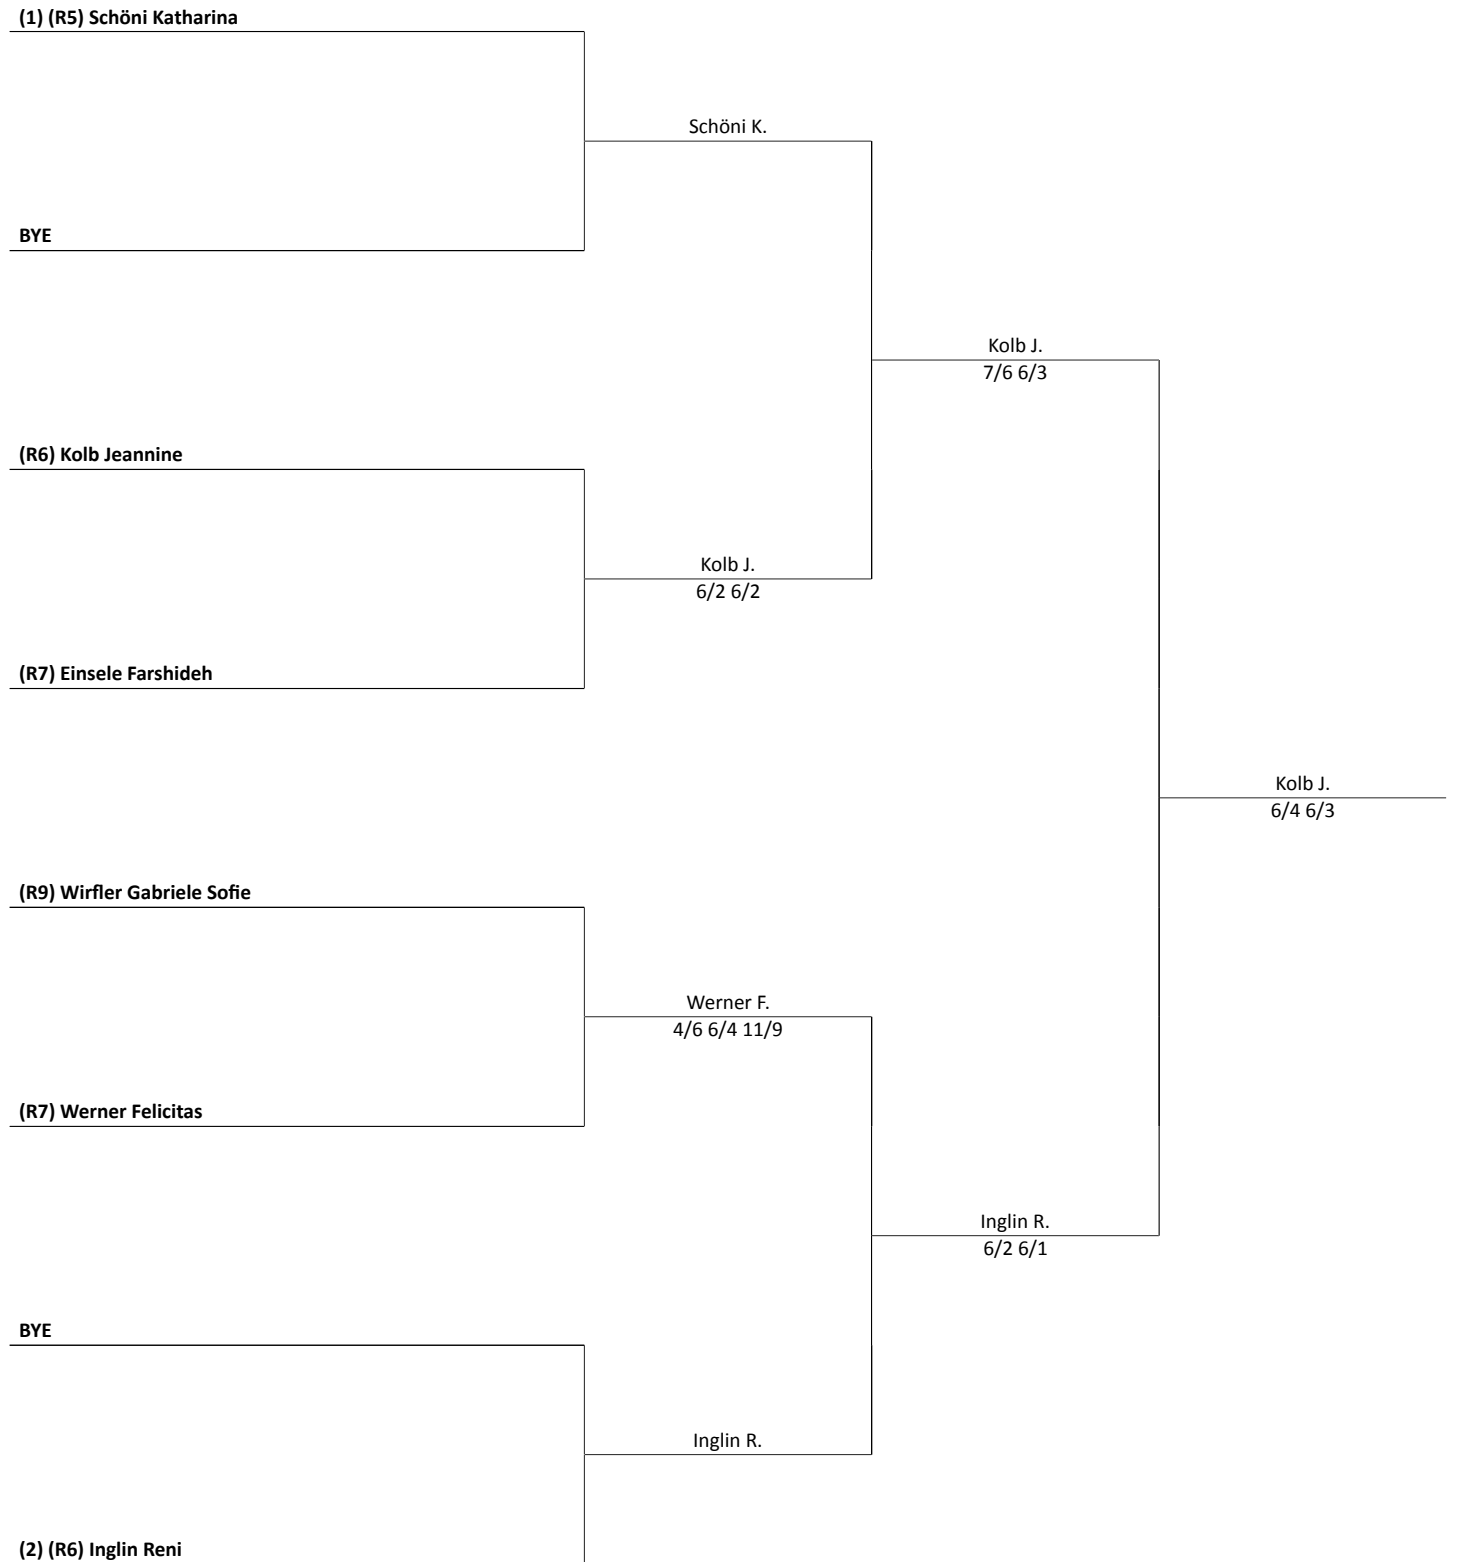 (1) (R5) Schöni Katharina
Schöni K.
BYE
Kolb J.
7/6 6/3
(R6) Kolb Jeannine
Kolb J.
6/2 6/2
(R7) Einsele Farshideh
Kolb J.
6/4 6/3
(R9) Wirfler Gabriele Sofie
Werner F.
4/6 6/4 11/9
(R7) Werner Felicitas
Inglin R.
6/2 6/1
BYE
Inglin R.
(2) (R6) Inglin Reni